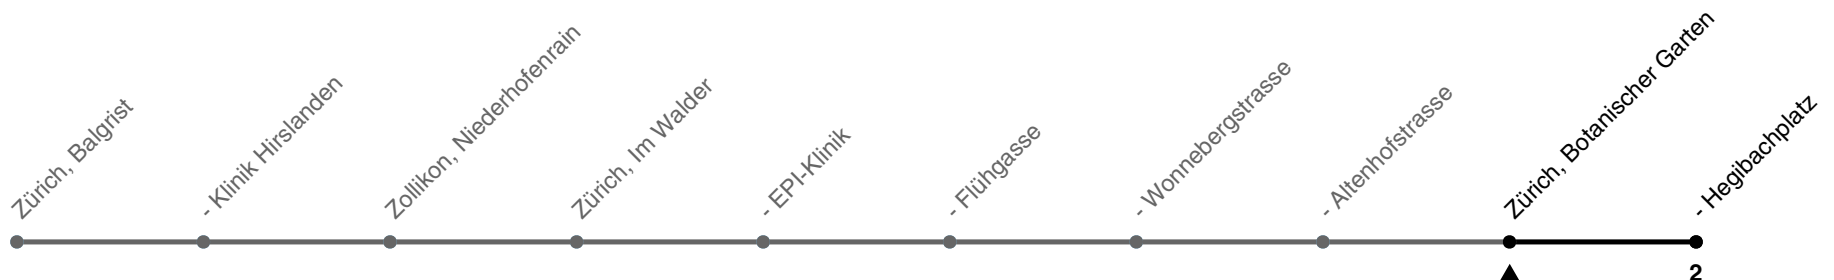 Zürich, Balgrist
- Klinik Hirslanden
Zollikon, Niederhofenrain
Zürich, Im Walder
- EPI-Klinik
- Flühgasse
- Wonnebergstrasse
- Altenhofstrasse
Zürich, Botanischer Garten
- Hegibachplatz
2